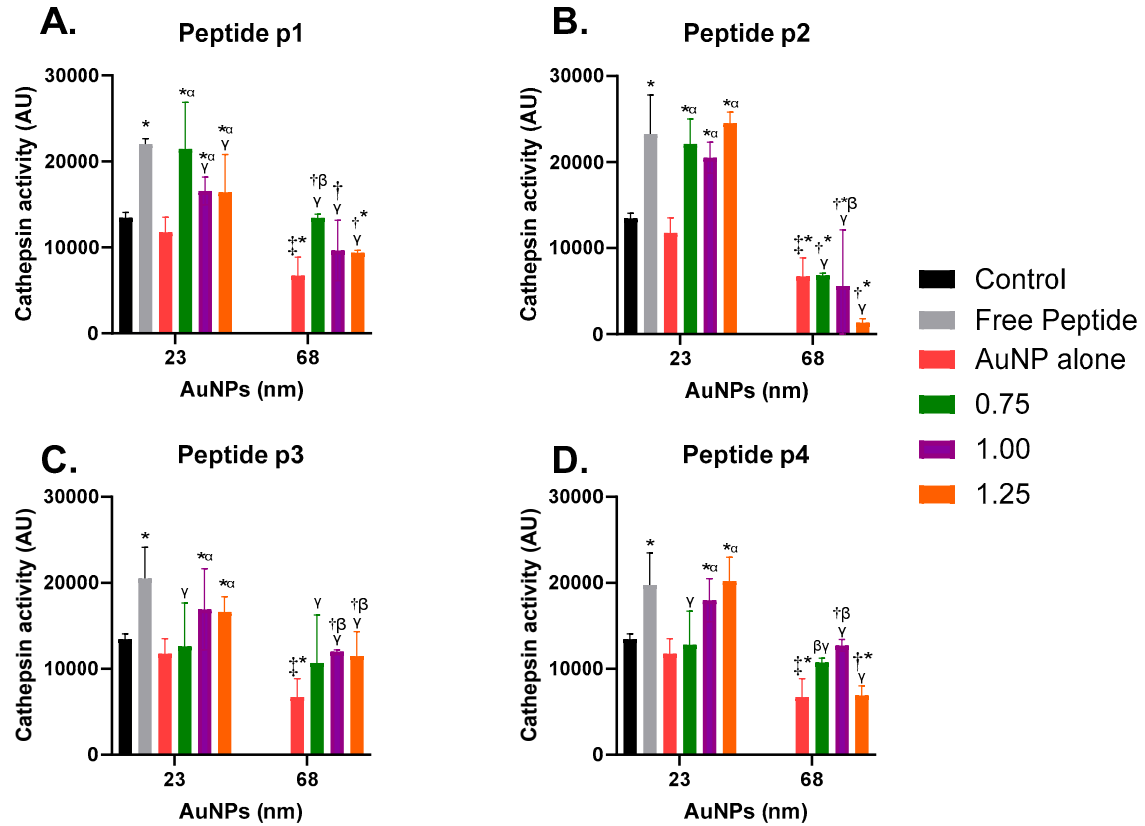 A.
Peptide p1
Cathepsin activity (AU)
30000
20000
10000
0
*
*α
*α
γ
*α
γ
‡*
‡
†β
γ
†
γ
†*
γ
23
68
AuNPs (nm)
B.
Peptide p2
Cathepsin activity (AU)
30000
20000
10000
0
*
*α
*α
*α
‡*
‡
†*
γ
†*β
γ
†*
γ
23
68
AuNPs (nm)
Control
Free Peptide
AuNP alone
0.75
1.00
1.25
C.
Peptide p3
Cathepsin activity (AU)
30000
20000
10000
0
*
γ
*α
*α
‡*
‡
γ
†β
γ
†β
γ
23
68
AuNPs (nm)
D.
Peptide p4
Cathepsin activity (AU)
30000
20000
10000
0
*
γ
*α
*α
‡*
‡
βγ
†β
γ
†*
γ
23
68
AuNPs (nm)